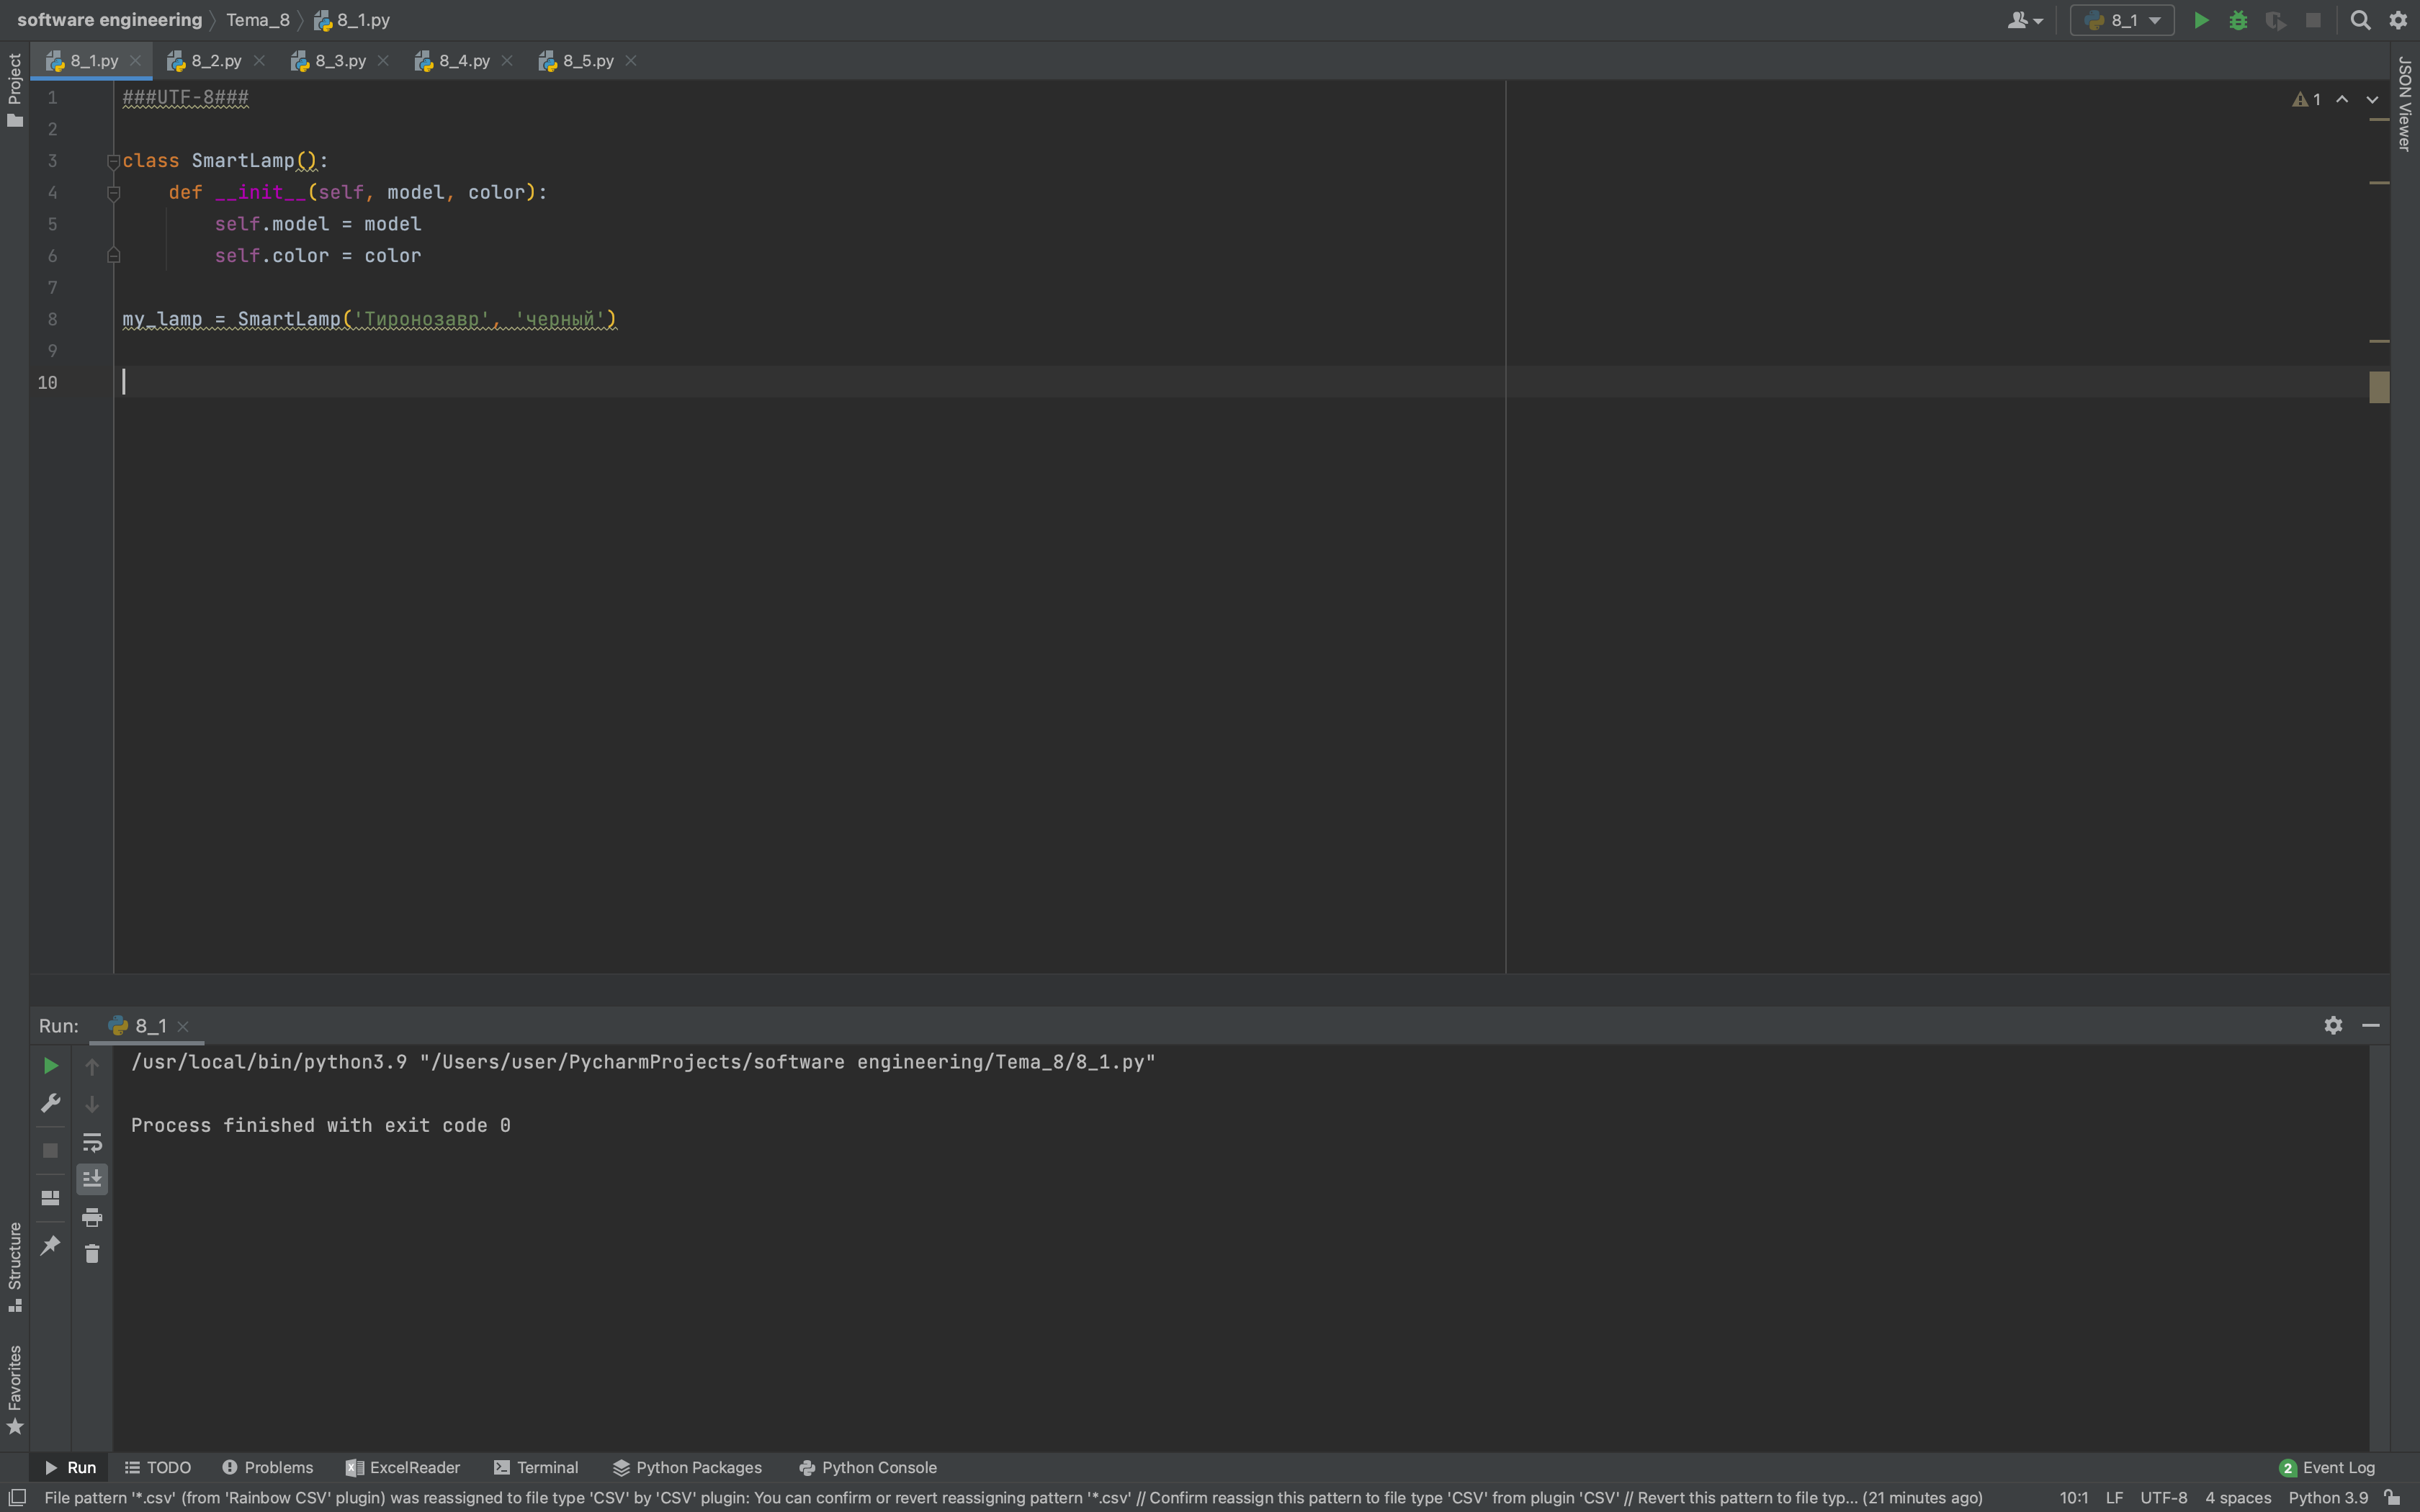 software engineering Tema_8 8_1.py 8_1
8_1.py 8_2.py 8_3.py 8_4.py 8_5.py
Project
JSON Viewer
1 ###UTF-8### 1
2
3 class SmartLamp():
4 def __init__(self, model, color):
5 self.model = model
6 self.color = color
7
8 my_lamp = SmartLamp('Тиронозавр', 'черный')
9
10
Run: 8_1
/usr/local/bin/python3.9 "/Users/user/PycharmProjects/software engineering/Tema_8/8_1.py"
Process finished with exit code 0
Structure
Favorites
Run TODO Problems ExcelReader Terminal Python Packages Python Console 2 Event Log
File pattern '*.csv' (from 'Rainbow CSV' plugin) was reassigned to file type 'CSV' by 'CSV' plugin: You can confirm or revert reassigning pattern '*.csv' // Confirm reassign this pattern to file type 'CSV' from plugin 'CSV' // Revert this pattern to file typ... (21 minutes ago) 10:1 LF UTF-8 4 spaces Python 3.9